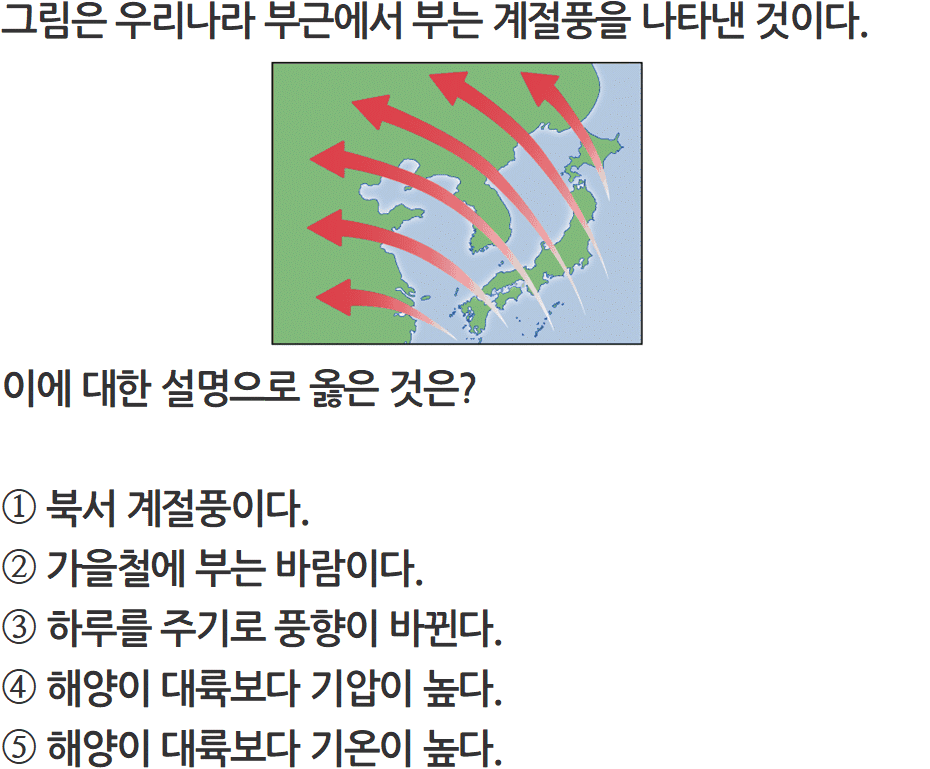 그림은 우리나라 부근에서 부는 계절풍을 나타낸 것이다.
이에 대한 설명으로 옳은 것은?
① 북서 계절풍이다.
② 가을철에 부는 바람이다.
③ 하루를 주기로 풍향이 바뀐다.
④ 해양이 대륙보다 기압이 높다.
⑤ 해양이 대륙보다 기온이 높다.